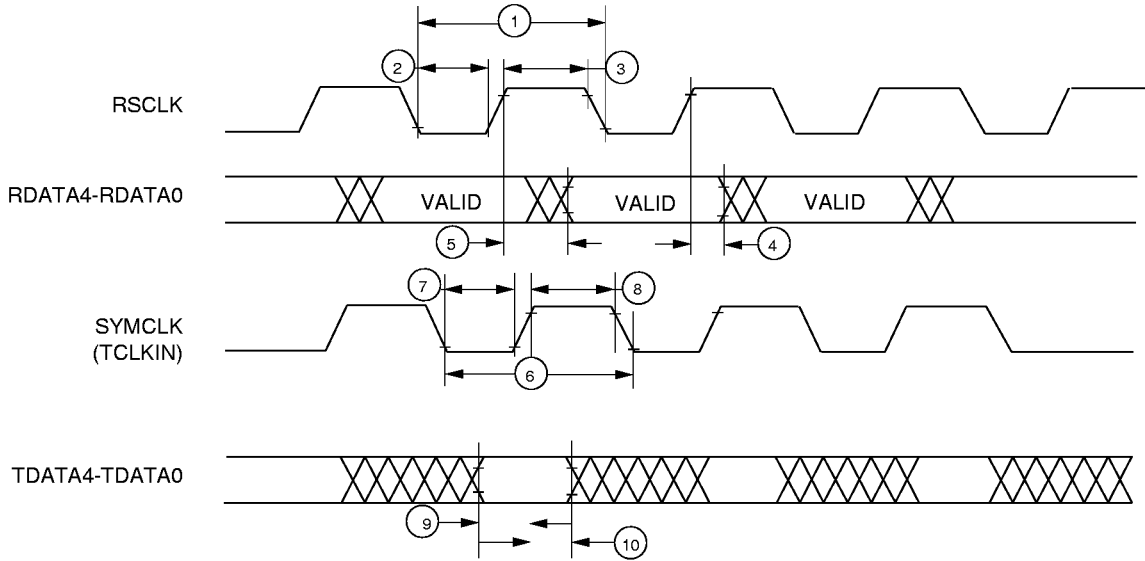 1
2
3
RSCLK
RDATA4-RDATA0
VALID
VALID
VALID
5
4
7
8
SYMCLK
(TCLKIN)
6
TDATA4-TDATA0
9
10